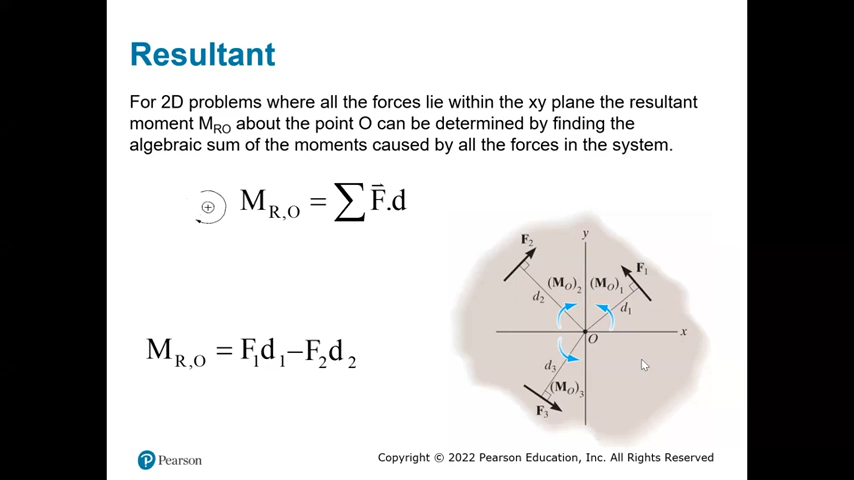 Resultant
For 2D problems where all the forces lie within the xy plane the resultant
moment M_RO about the point O can be determined by finding the
algebraic sum of the moments caused by all the forces in the system.
⊕ M_R,O = ∑F⃗.d
y
F₂
F₁
(M_O)₂ (M_O)₁
d₂
d₁
x
O
M_R,O = F₁d₁–F₂d₂
d₃
(M_O)₃
F₃
Pearson
Copyright © 2022 Pearson Education, Inc. All Rights Reserved